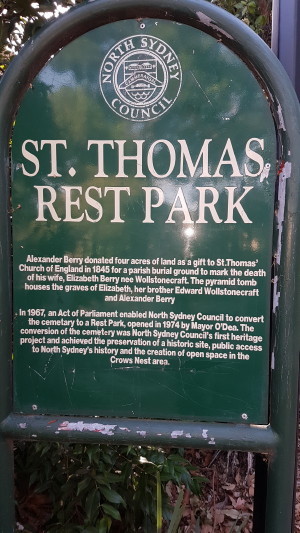 NORTH SYDNEY
COUNCIL
ST. THOMAS
REST PARK
Alexander Berry donated four acres of land as a gift to St.Thomas'
Church of England in 1845 for a parish burial ground to mark the death
of his wife, Elizabeth Berry nee Wollstonecraft. The pyramid tomb
houses the graves of Elizabeth, her brother Edward Wollstonecraft
and Alexander Berry
In 1967, an Act of Parliament enabled North Sydney Council to convert
the cemetery to a Rest Park, opened in 1974 by Mayor O'Dea. The
conversion of the cemetery was North Sydney Council's first heritage
project and achieved the preservation of a historic site, public access
to North Sydney's history and the creation of open space in the
Crows Nest area.